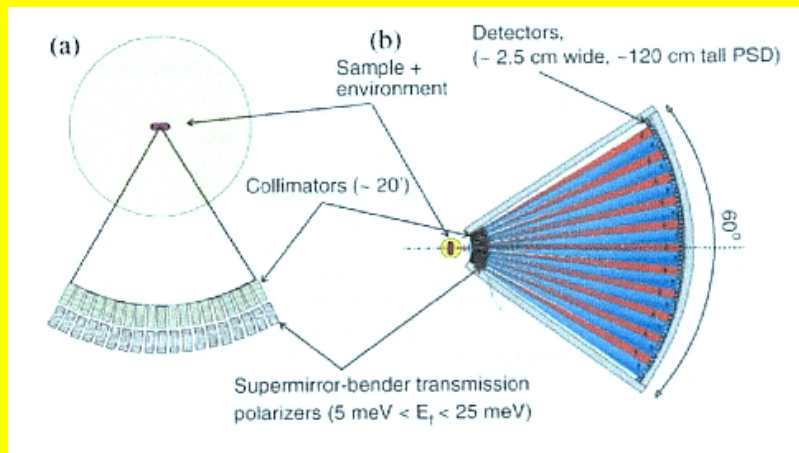 (a)
(b)
Detectors,
(~ 2.5 cm wide, ~120 cm tall PSD)
Sample +
environment
Collimators (~ 20')
60°
Supermirror-bender transmission
polarizers (5 meV < E_f < 25 meV)